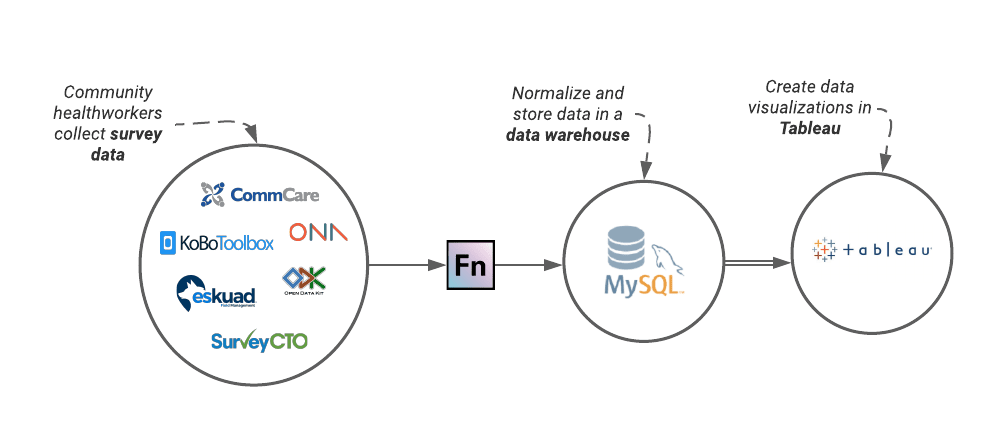 Community
healthworkers
collect survey
data
Normalize and
store data in a
data warehouse
Create data
visualizations in
Tableau
CommCare
KoBoToolbox
ONA
eskuad
Field Management
OPEN DATA KIT
SurveyCTO
Fn
MySQL
tableau